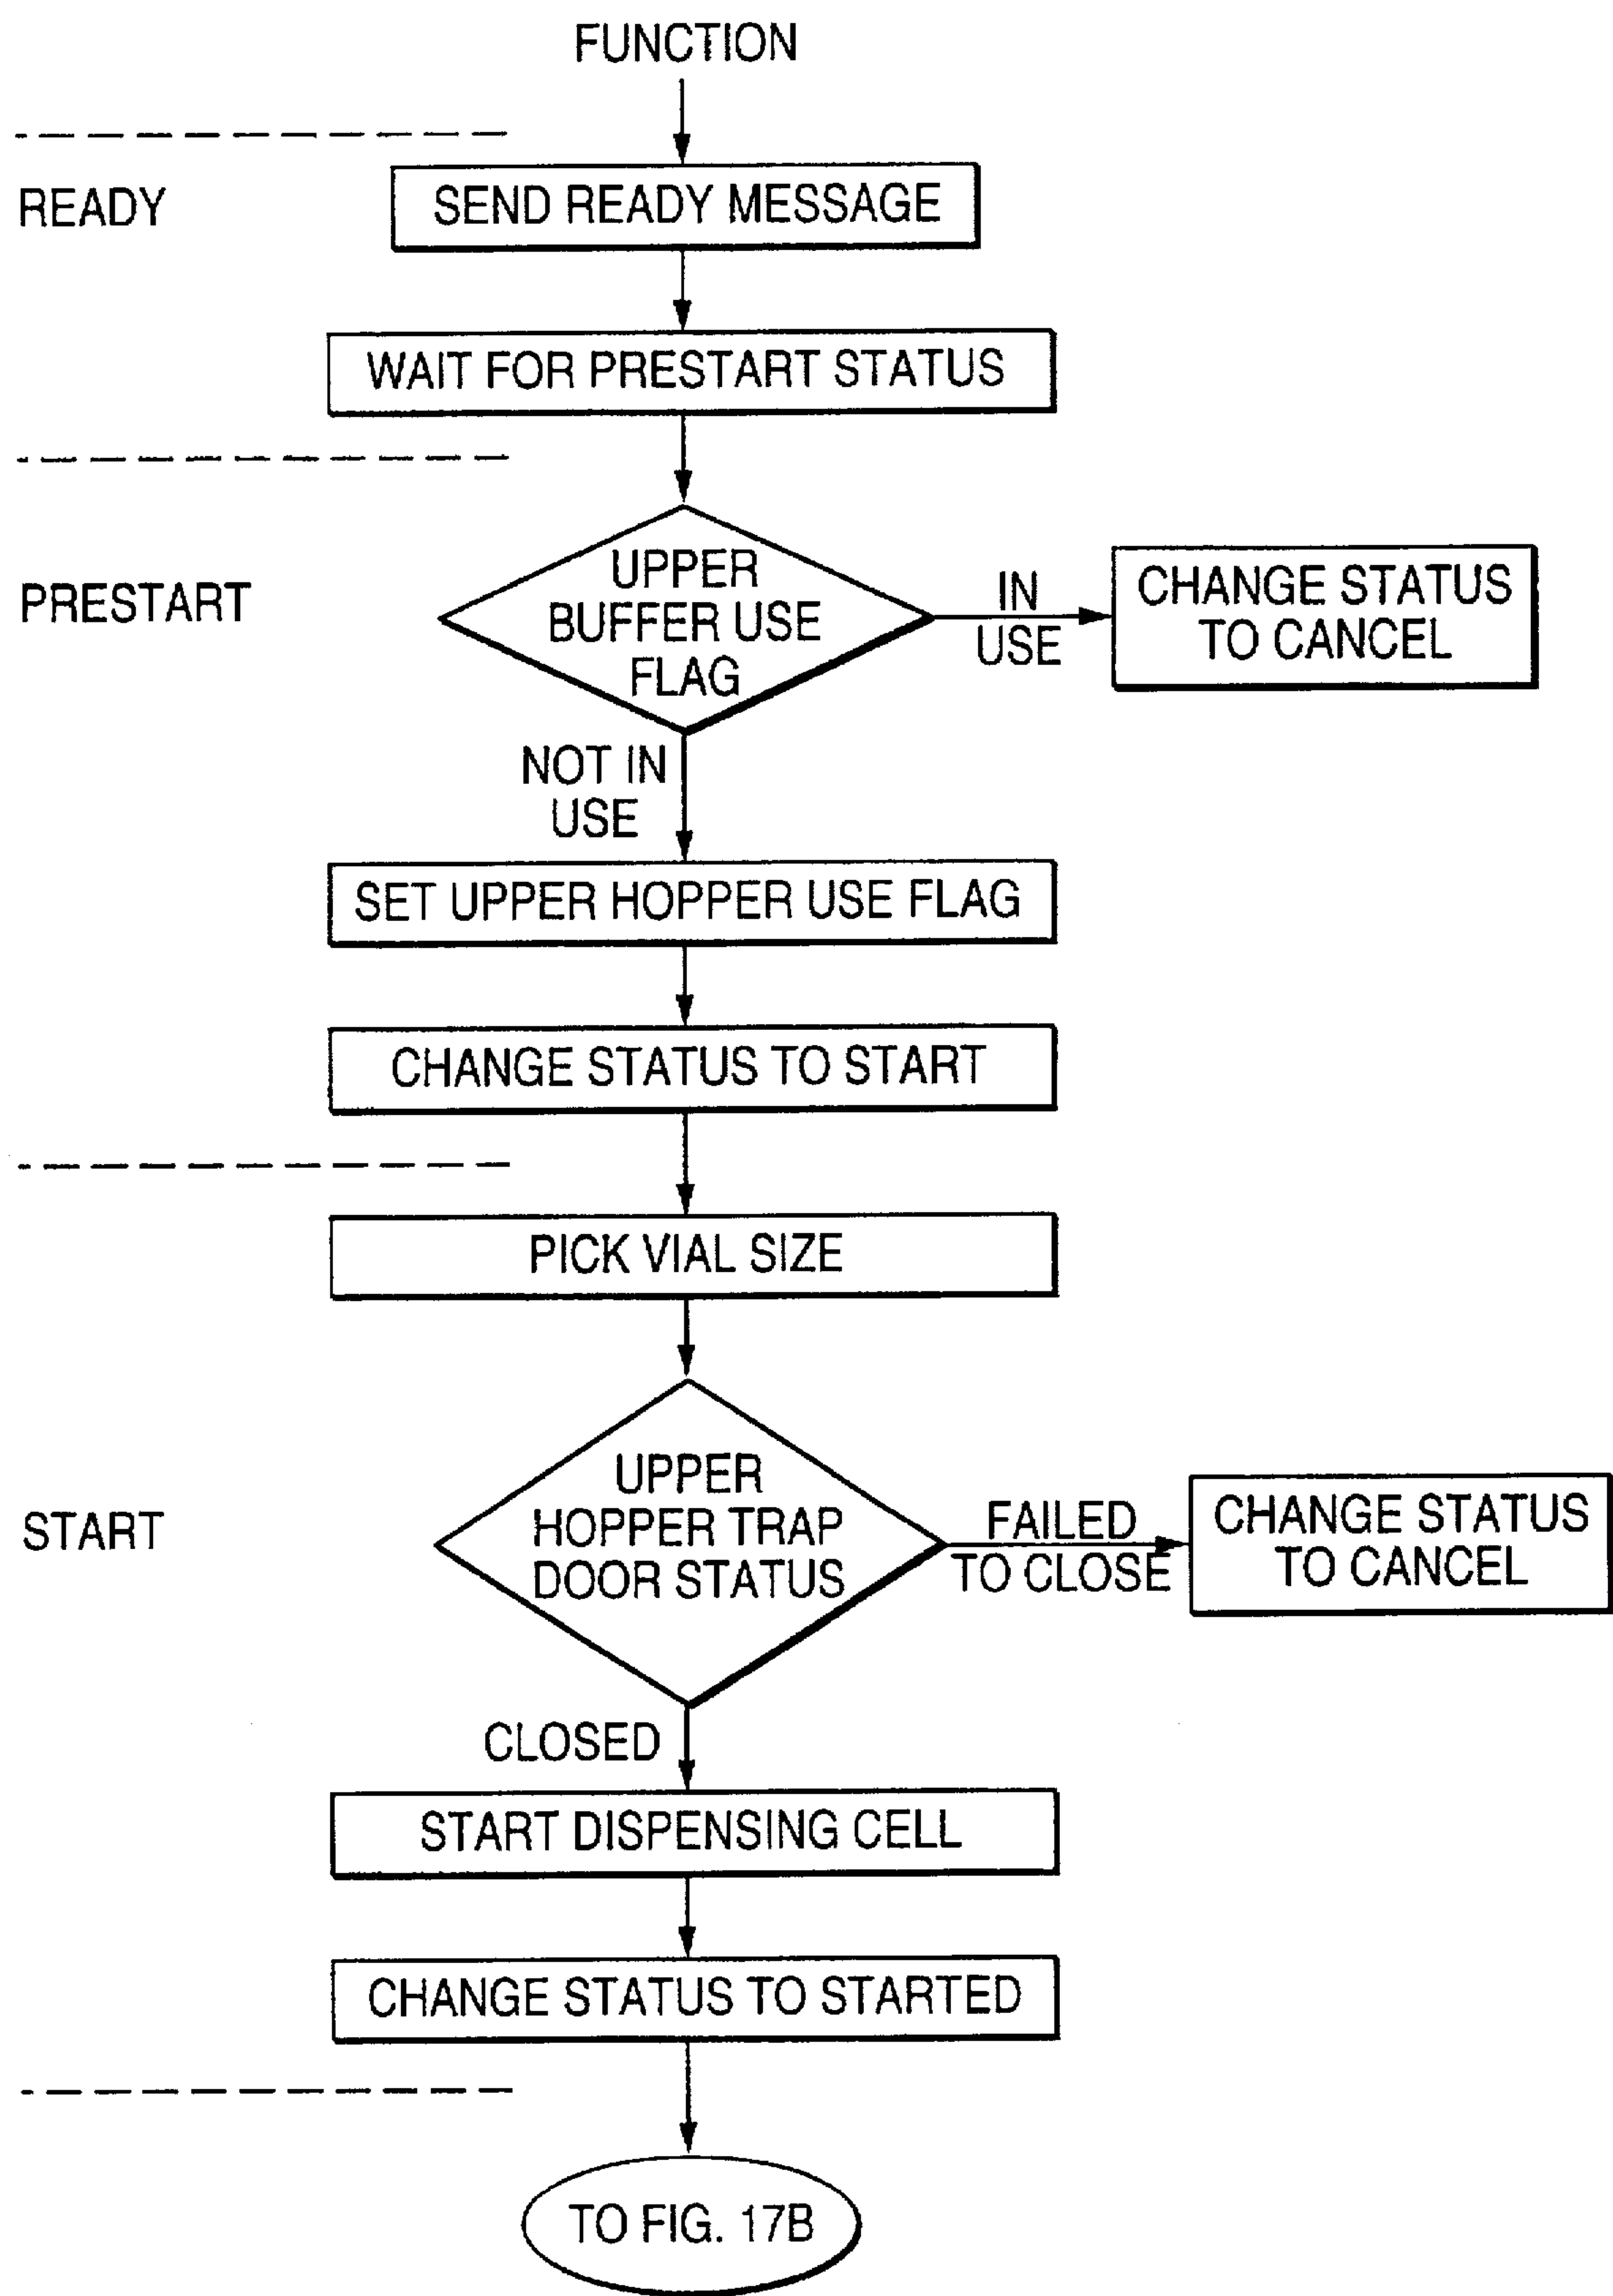 FUNCTION
READY
SEND READY MESSAGE
WAIT FOR PRESTART STATUS
PRESTART
UPPER
BUFFER USE
FLAG
IN
USE
CHANGE STATUS
TO CANCEL
NOT IN
USE
SET UPPER HOPPER USE FLAG
CHANGE STATUS TO START
PICK VIAL SIZE
START
UPPER
HOPPER TRAP
DOOR STATUS
FAILED
TO CLOSE
CHANGE STATUS
TO CANCEL
CLOSED
START DISPENSING CELL
CHANGE STATUS TO STARTED
TO FIG. 17B